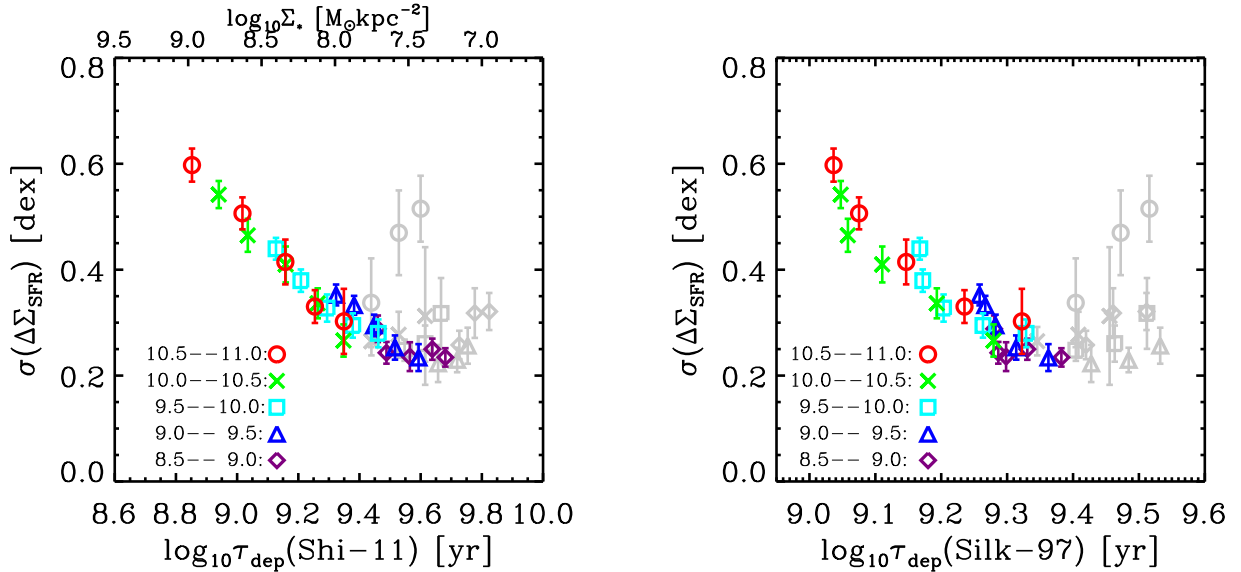 log₁₀Σ* [M⊙kpc⁻²]
9.5 9.0 8.5 8.0 7.5 7.0
0.8
0.6
0.4
0.2
0.0
σ(ΔΣSFR) [dex]
10.5--11.0:
10.0--10.5:
9.5--10.0:
9.0-- 9.5:
8.5-- 9.0:
8.6 8.8 9.0 9.2 9.4 9.6 9.8 10.0
log₁₀τdep(Shi-11) [yr]
0.8
0.6
0.4
0.2
0.0
σ(ΔΣSFR) [dex]
10.5--11.0:
10.0--10.5:
9.5--10.0:
9.0-- 9.5:
8.5-- 9.0:
9.0 9.1 9.2 9.3 9.4 9.5 9.6
log₁₀τdep(Silk-97) [yr]